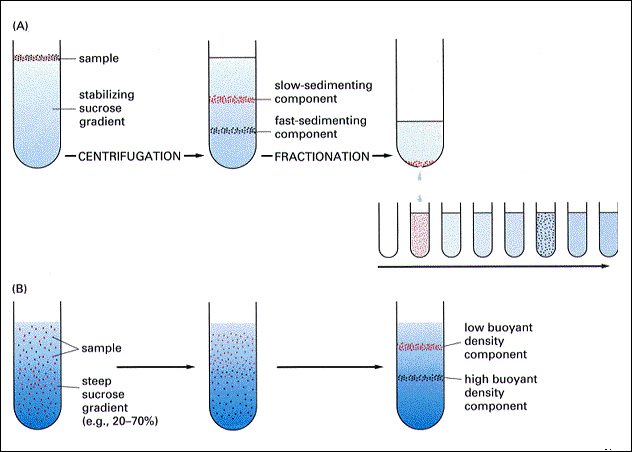 (A)
sample
stabilizing
sucrose
gradient
CENTRIFUGATION
slow-sedimenting
component
fast-sedimenting
component
FRACTIONATION
(B)
sample
steep
sucrose
gradient
(e.g., 20–70%)
low buoyant
density
component
high buoyant
density
component